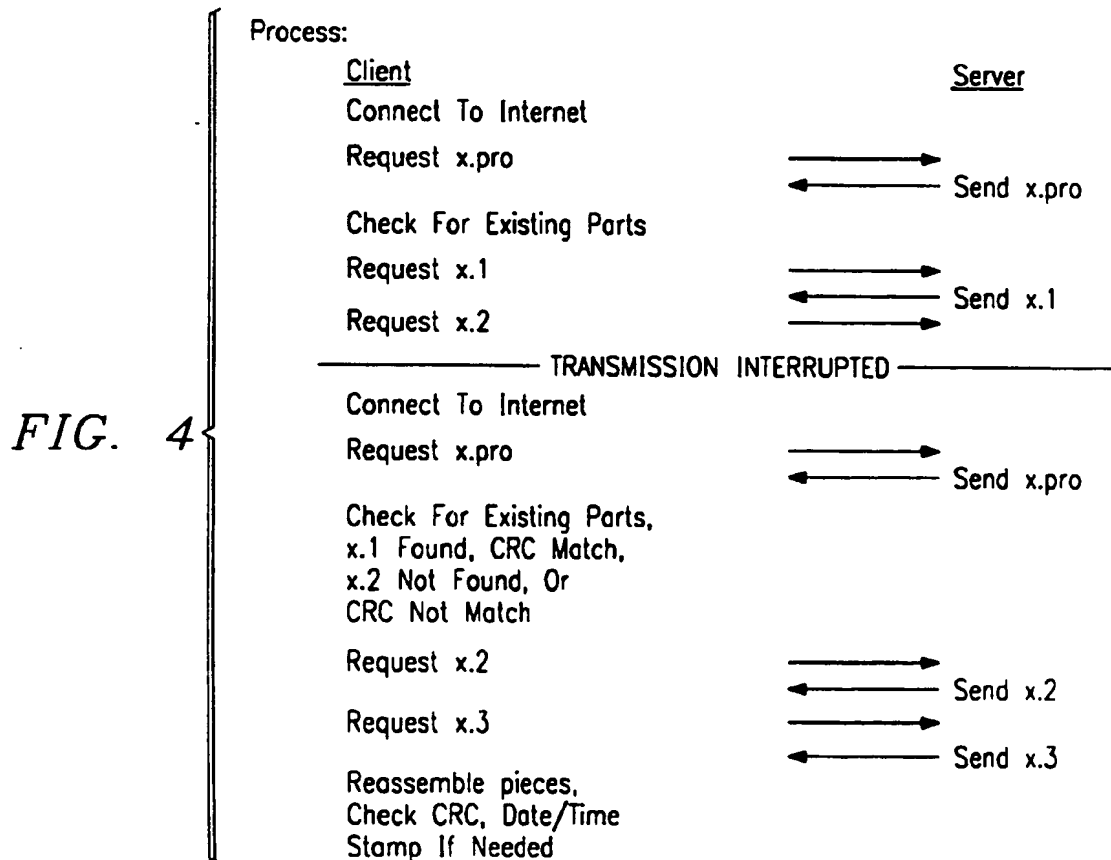 Process:
Client Server
Connect To Internet
Request x.pro
Send x.pro
Check For Existing Parts
Request x.1
Send x.1
Request x.2
TRANSMISSION INTERRUPTED
Connect To Internet
FIG. 4
Request x.pro
Send x.pro
Check For Existing Parts,
x.1 Found, CRC Match,
x.2 Not Found, Or
CRC Not Match
Request x.2
Send x.2
Request x.3
Send x.3
Reassemble pieces,
Check CRC, Date/Time
Stamp If Needed